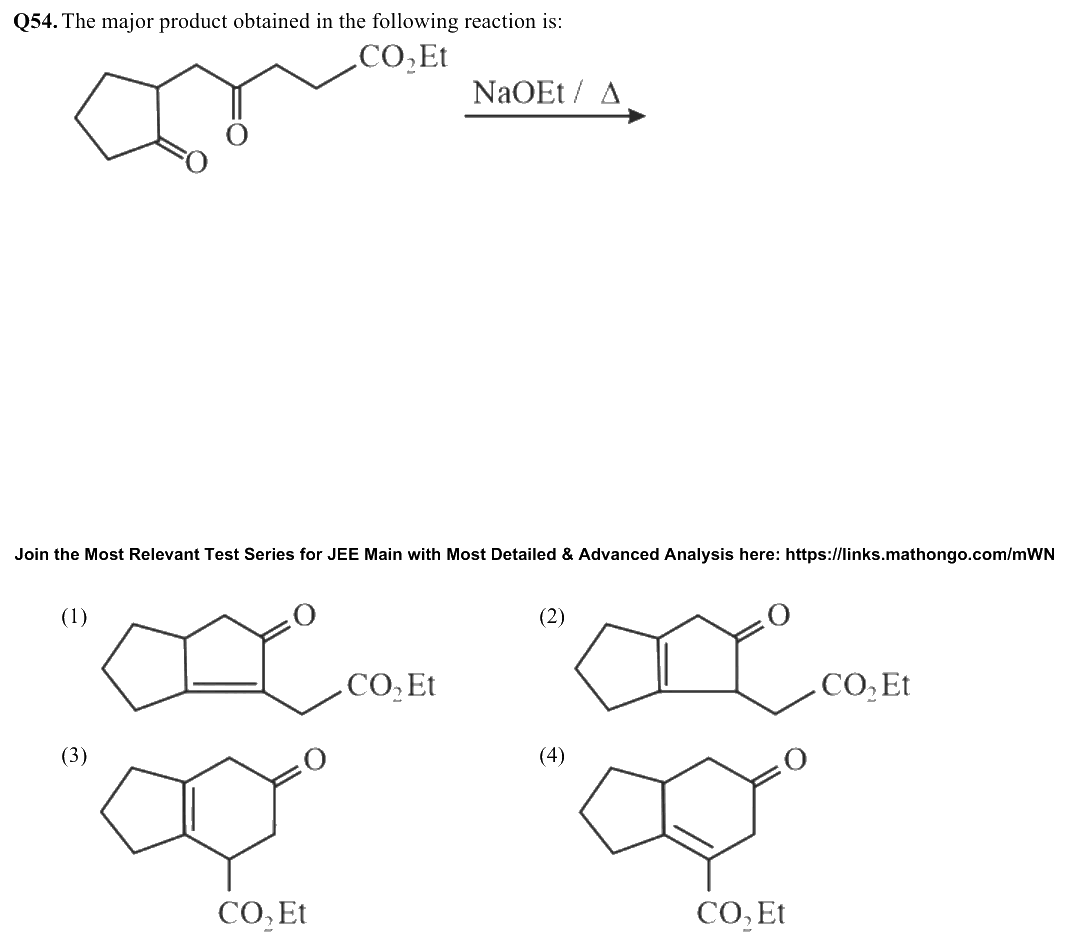 Q54. The major product obtained in the following reaction is:
CO₂Et
NaOEt / Δ
O
O
Join the Most Relevant Test Series for JEE Main with Most Detailed & Advanced Analysis here: https://links.mathongo.com/mWN
(1) O (2) O
CO₂Et CO₂Et
(3) O (4) O
CO₂Et CO₂Et